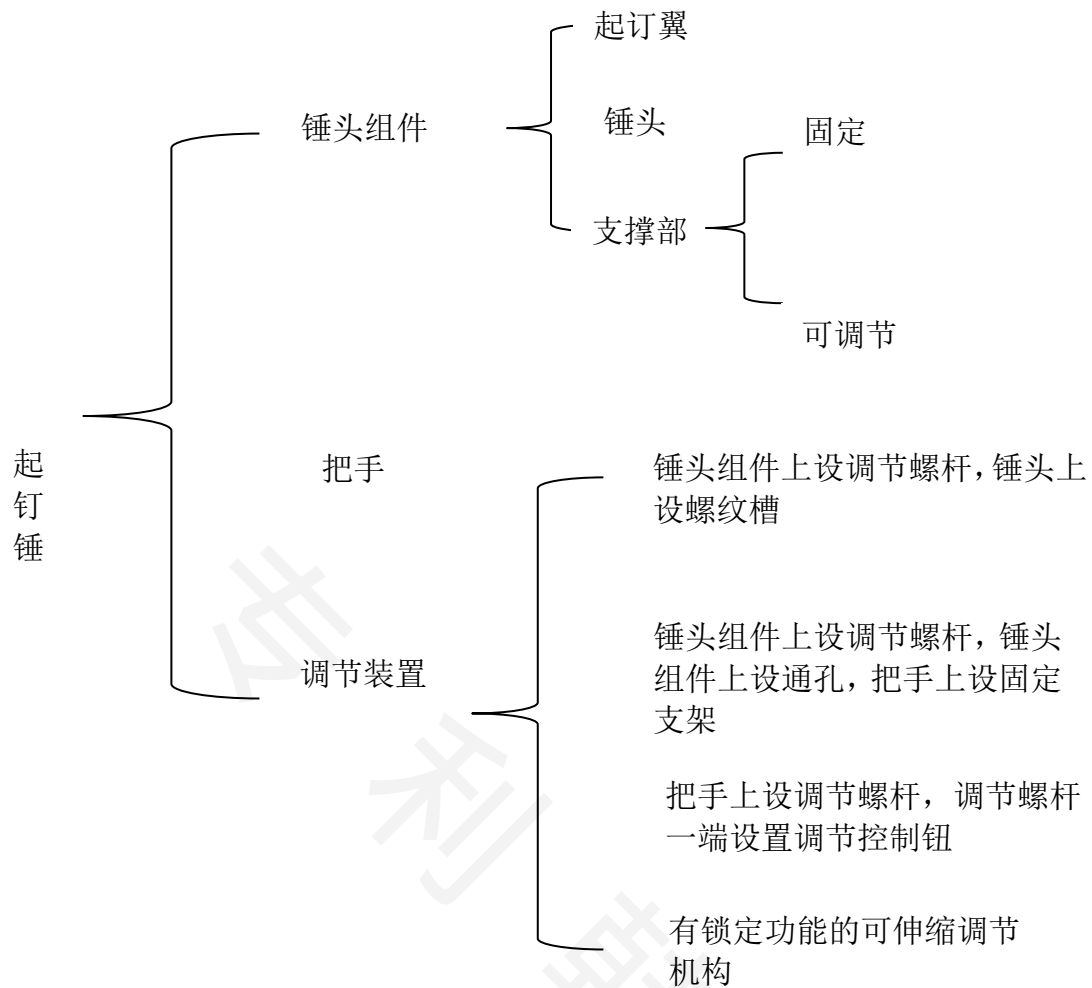 起订翼
锤头组件
锤头
固定
支撑部
可调节
起
钉
锤
把手
锤头组件上设调节螺杆，锤头上
设螺纹槽
锤头组件上设调节螺杆，锤头
组件上设通孔，把手上设固定
支架
调节装置
把手上设调节螺杆，调节螺杆
一端设置调节控制钮
有锁定功能的可伸缩调节
机构
专
利